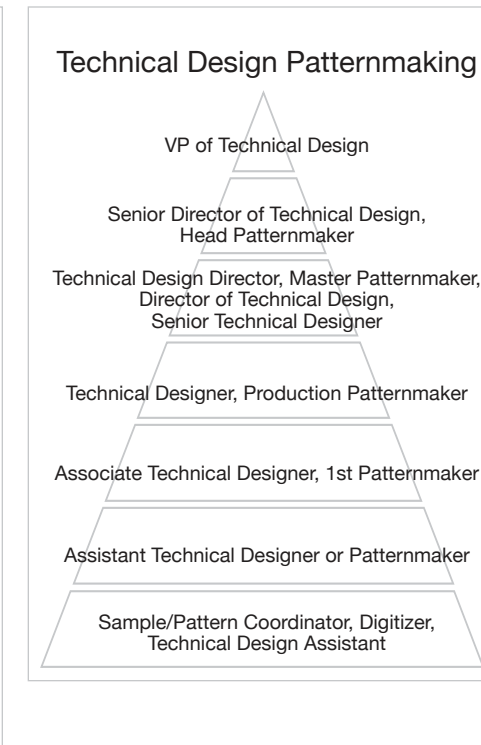 Technical Design Patternmaking
VP of Technical Design
Senior Director of Technical Design,
Head Patternmaker
Technical Design Director, Master Patternmaker,
Director of Technical Design,
Senior Technical Designer
Technical Designer, Production Patternmaker
Associate Technical Designer, 1st Patternmaker
Assistant Technical Designer or Patternmaker
Sample/Pattern Coordinator, Digitizer,
Technical Design Assistant